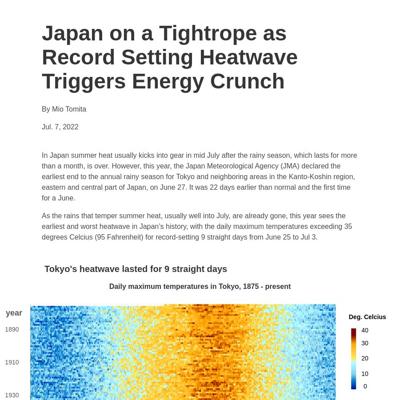 Japan on a Tightrope as
Record Setting Heatwave
Triggers Energy Crunch
By Mio Tomita
Jul. 7, 2022
In Japan summer heat usually kicks into gear in mid July after the rainy season, which lasts for more
than a month, is over. However, this year, the Japan Meteorological Agency (JMA) declared the
earliest end to the annual rainy season for Tokyo and neighboring areas in the Kanto-Koshin region,
eastern and central part of Japan, on June 27. It was 22 days earlier than normal and the first time
for a June.
As the rains that temper summer heat, usually well into July, are already gone, this year sees the
earliest and worst heatwave in Japan's history, with the daily maximum temperatures exceeding 35
degrees Celcius (95 Fahrenheit) for record-setting 9 straight days from June 25 to Jul 3.
Tokyo's heatwave lasted for 9 straight days
Daily maximum temperatures in Tokyo, 1875 - present
year
Deg. Celcius
1890
1910
1930
40
30
20
10
0